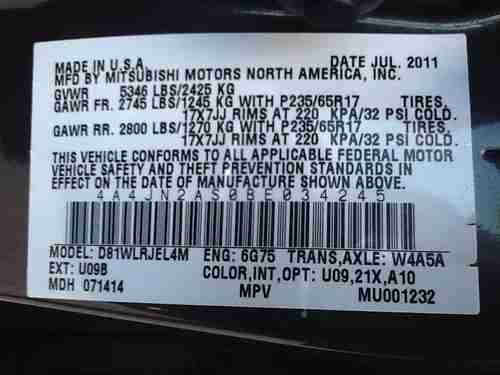 MADE IN U.S.A. DATE JUL. 2011
MFD BY MITSUBISHI MOTORS NORTH AMERICA, INC.
GVWR 5346 LBS/2425 KG
GAWR FR. 2745 LBS/1245 KG WITH P235/65R17 TIRES,
17X7JJ RIMS AT 220 KPA/32 PSI COLD.
GAWR RR. 2800 LBS/1270 KG WITH P235/65R17 TIRES,
17X7JJ RIMS AT 220 KPA/32 PSI COLD.
THIS VEHICLE CONFORMS TO ALL APPLICABLE FEDERAL MOTOR
VEHICLE SAFETY AND THEFT PREVENTION STANDARDS IN
EFFECT ON THE DATE OF MANUFACTURE SHOWN ABOVE.
4A4JN2AS0BE034245
MODEL: D81WLRJEL4M ENG: 6G75 TRANS,AXLE: W4A5A
EXT: U09B COLOR,INT,OPT: U09,21X,A10
MDH 071414 MPV MU001232